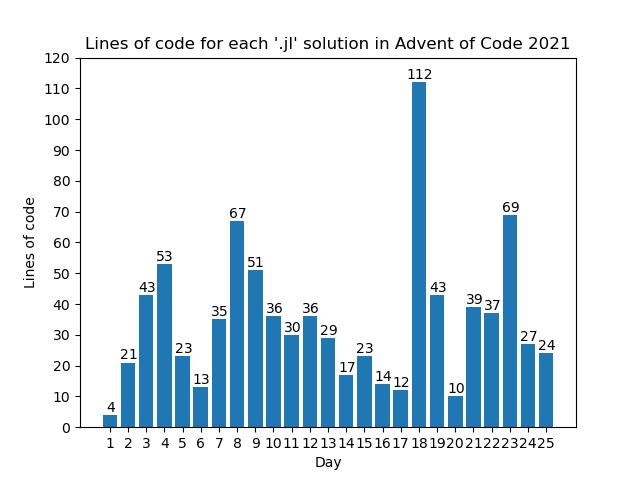 Lines of code for each '.jl' solution in Advent of Code 2021
120
110
100
90
80
70
60
50
40
30
20
10
0
Lines of code
4 21 43 53 23 13 35 67 51 36 30 36 29 17 23 14 12 112 43 10 39 37 69 27 24
1 2 3 4 5 6 7 8 9 10 11 12 13 14 15 16 17 18 19 20 21 22 23 24 25
Day